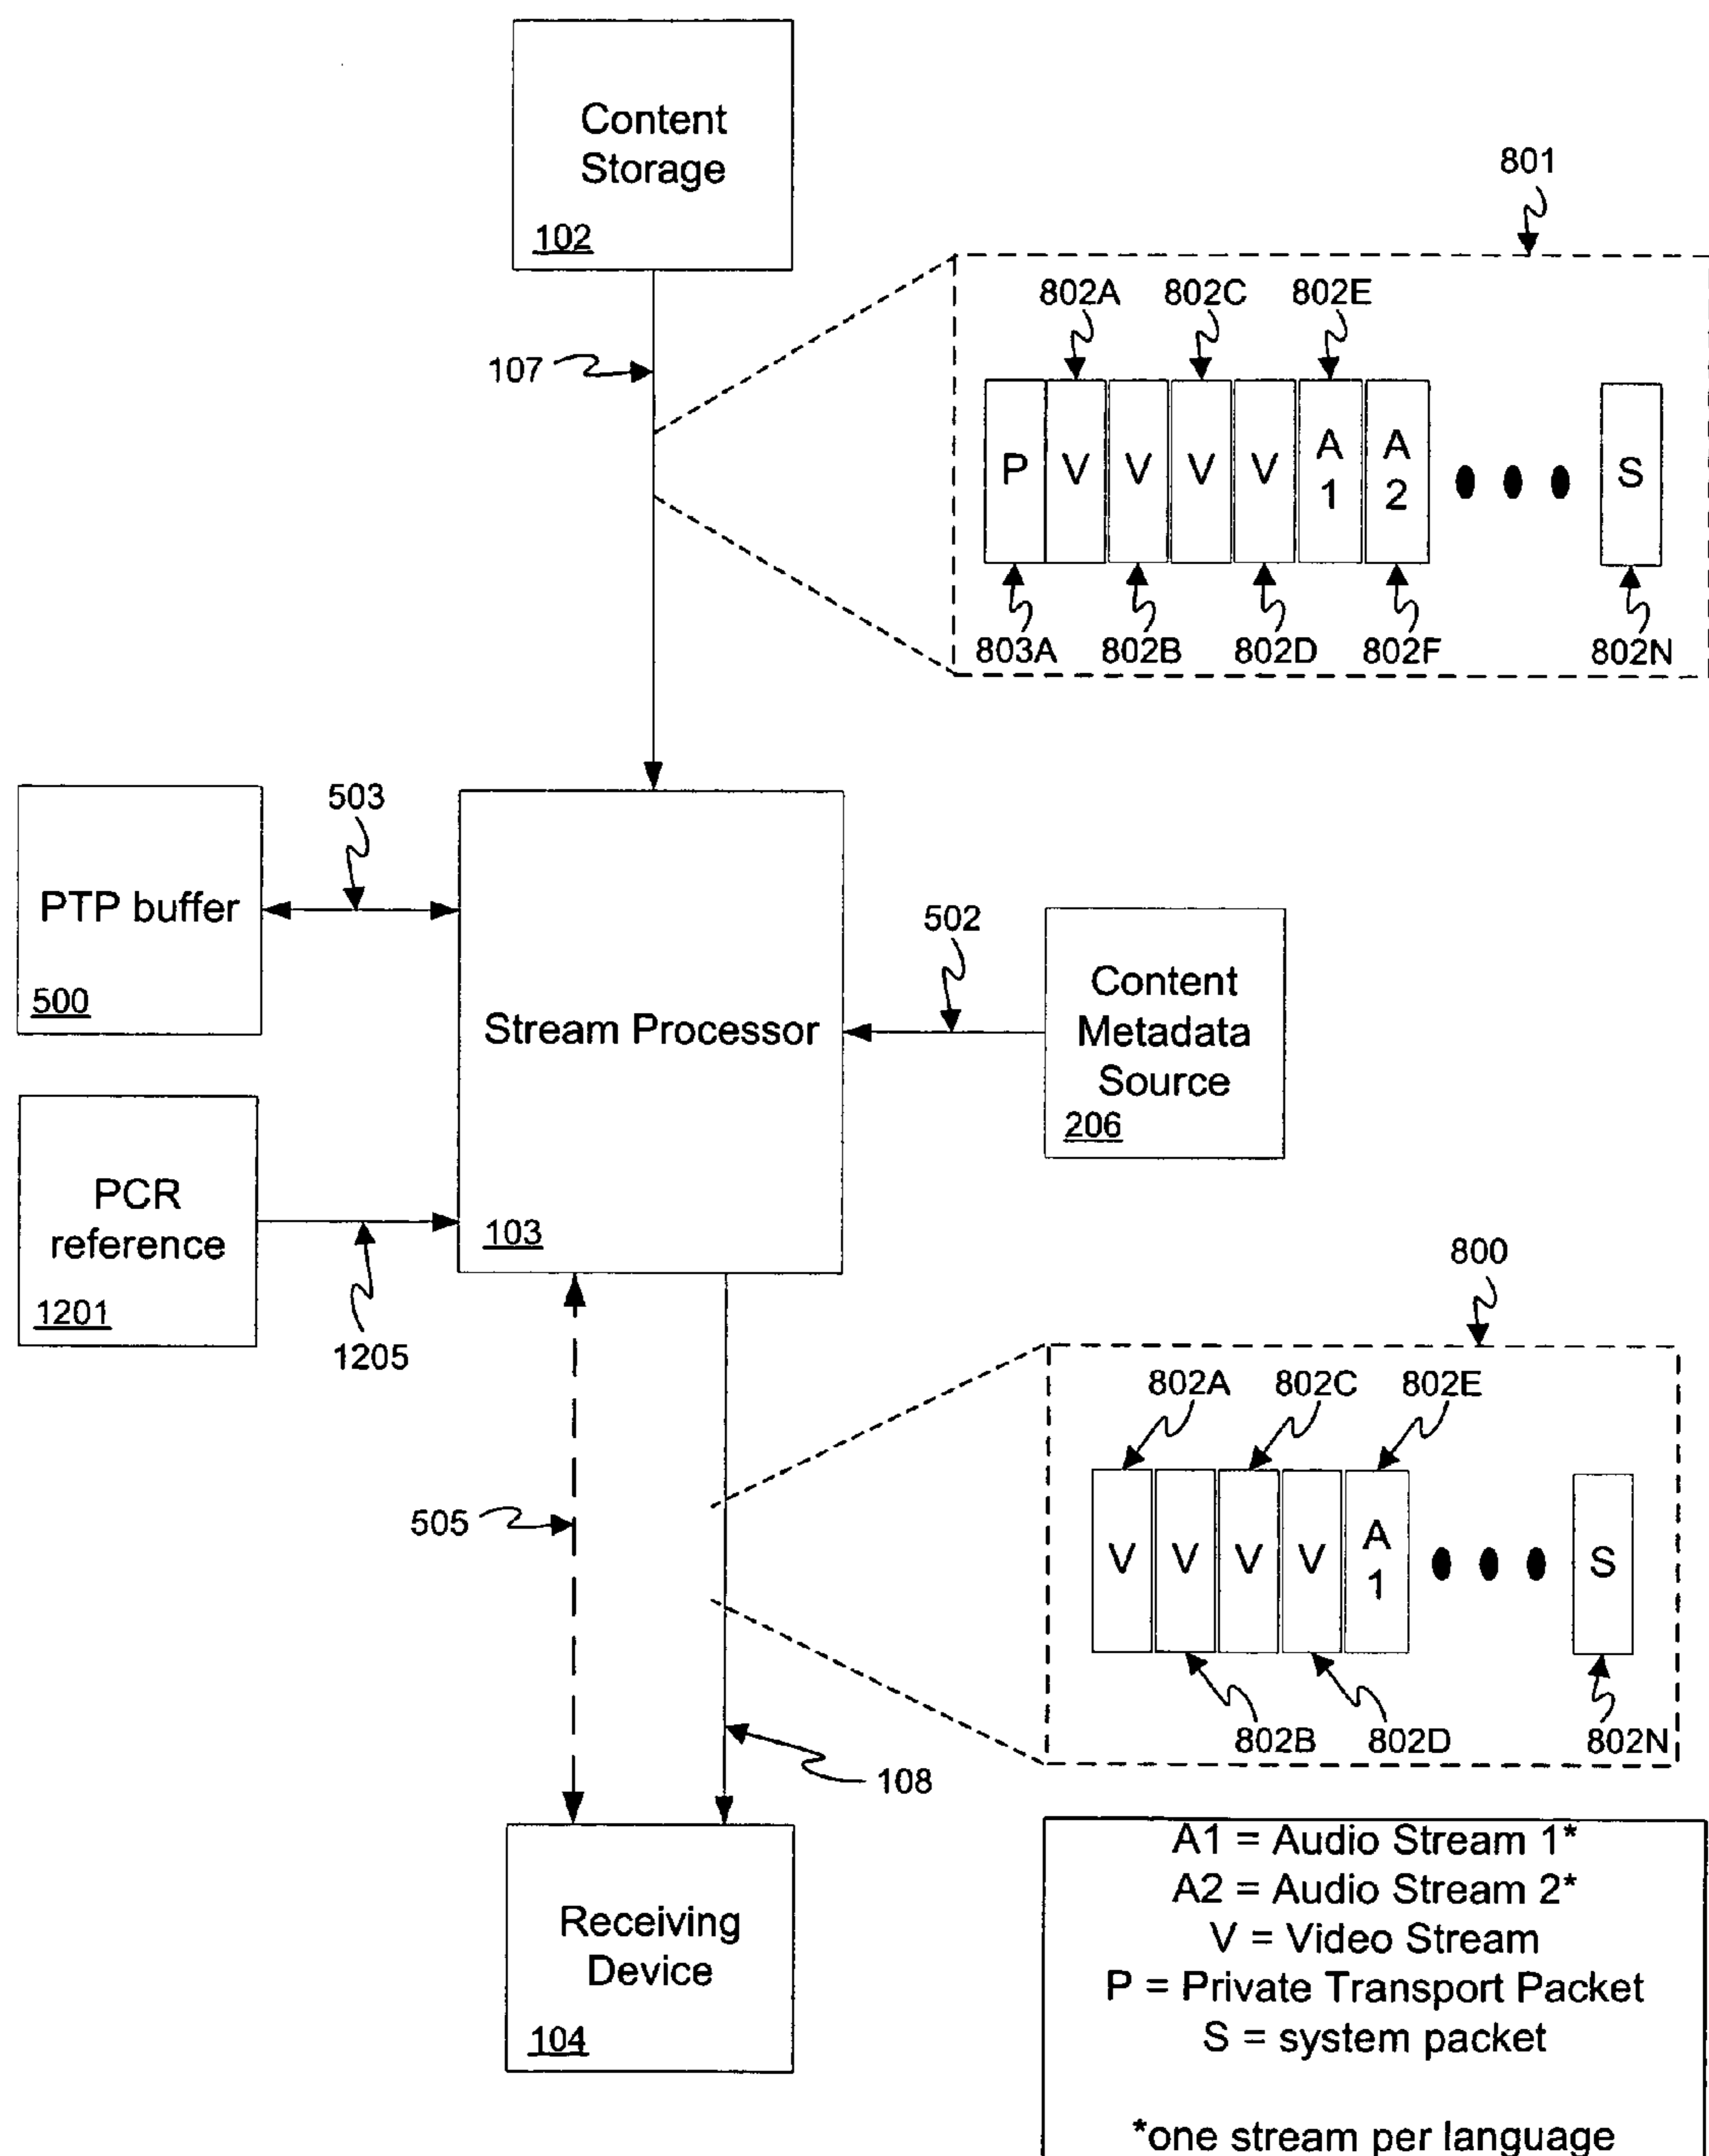 Content
Storage
102
801
802A 802C 802E
107
P V V V V A1 A2 S
803A 802B 802D 802F 802N
503
PTP buffer
500
502
Stream Processor
103
Content
Metadata
Source
206
PCR
reference
1201
1205
800
802A 802C 802E
505
V V V V A1 S
802B 802D 802N
108
Receiving
Device
104
A1 = Audio Stream 1*
A2 = Audio Stream 2*
V = Video Stream
P = Private Transport Packet
S = system packet
*one stream per language